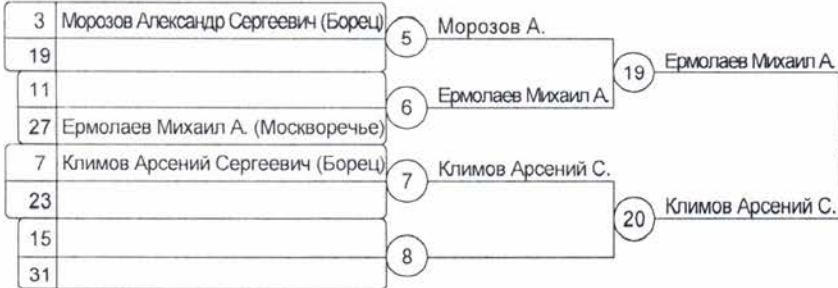 3 Морозов Александр Сергеевич (Борец)
5 Морозов А.
19
19 Ермолаев Михаил А.
11
6 Ермолаев Михаил А.
27 Ермолаев Михаил А. (Москворечье)
7 Климов Арсений Сергеевич (Борец)
7 Климов Арсений С.
23
20 Климов Арсений С.
15
8
31